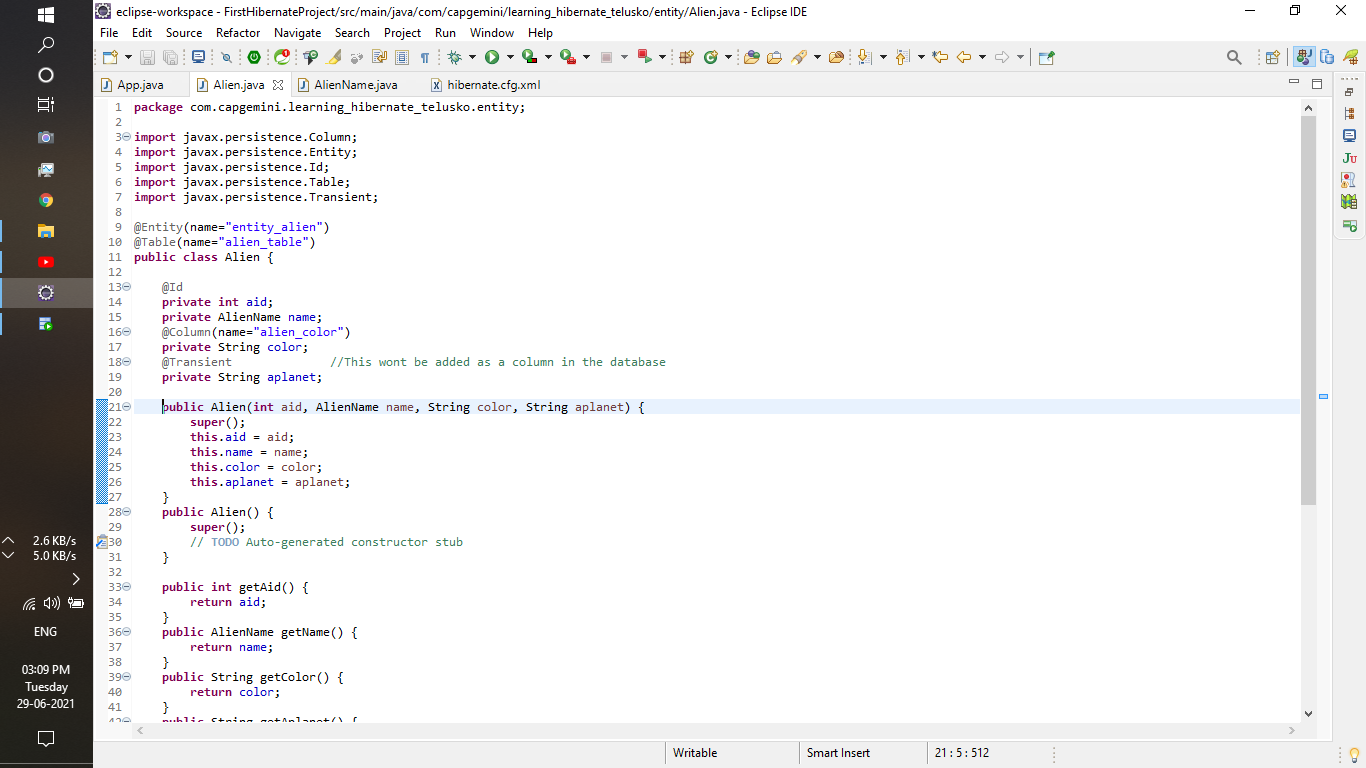 eclipse-workspace - FirstHibernateProject/src/main/java/com/capgemini/learning_hibernate_telusko/entity/Alien.java - Eclipse IDE
File Edit Source Refactor Navigate Search Project Run Window Help
App.java Alien.java AlienName.java hibernate.cfg.xml
1 package com.capgemini.learning_hibernate_telusko.entity;
2
3 import javax.persistence.Column;
4 import javax.persistence.Entity;
5 import javax.persistence.Id;
6 import javax.persistence.Table;
7 import javax.persistence.Transient;
8
9 @Entity(name="entity_alien")
10 @Table(name="alien_table")
11 public class Alien {
12
13 @Id
14 private int aid;
15 private AlienName name;
16 @Column(name="alien_color")
17 private String color;
18 @Transient //This wont be added as a column in the database
19 private String aplanet;
20
21 public Alien(int aid, AlienName name, String color, String aplanet) {
22 super();
23 this.aid = aid;
24 this.name = name;
25 this.color = color;
26 this.aplanet = aplanet;
27 }
28 public Alien() {
29 super();
30 // TODO Auto-generated constructor stub
31 }
32
33 public int getAid() {
34 return aid;
35 }
36 public AlienName getName() {
37 return name;
38 }
39 public String getColor() {
40 return color;
41 }
42 public String getAplanet() {
Writable Smart Insert 21 : 5 : 512
2.6 KB/s
5.0 KB/s
ENG
03:09 PM
Tuesday
29-06-2021